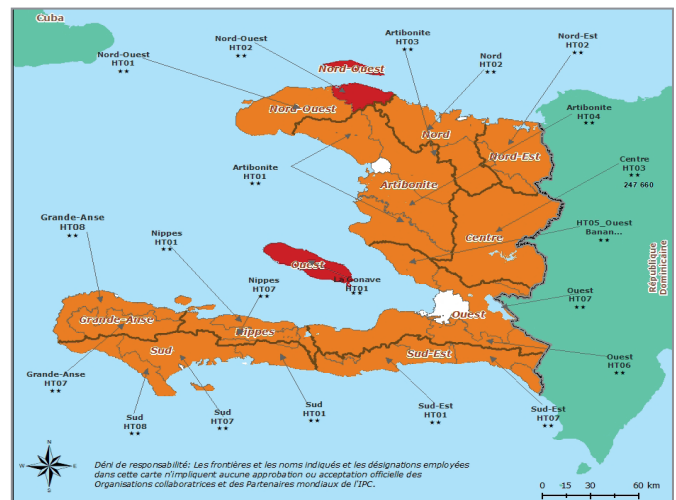 Cuba
Nord-Ouest
HT01
★★
Nord-Ouest
HT02
★★
Artibonite
HT03
★★
Nord
HT02
★★
Nord-Est
HT02
★★
Artibonite
HT04
★★
Centre
HT03
★★
247 660
HT05_Ouest
Banan...
★★
Ouest
HT07
★★
Ouest
HT06
★★
Sud-Est
HT07
★★
Sud-Est
HT01
★★
Sud
HT01
★★
Sud
HT07
★★
Sud
HT08
★★
Grande-Anse
HT07
★★
Grande-Anse
HT08
★★
Nippes
HT01
★★
Nippes
HT07
★★
La Gonave
HT01
★★
Artibonite
HT01
★★
Nord-Ouest
Nord-Ouest
Nord
Nord-Est
Artibonite
Centre
Ouest
Ouest
Grande-Anse
Nippes
Sud
Sud-Est
République
Dominicaine
N
W
E
S
Déni de responsabilité: Les frontières et les noms indiqués et les désignations employées
dans cette carte n'impliquent aucune approbation ou acceptation officielle des
Organisations collaboratrices et des Partenaires mondiaux de l'IPC.
0 15 30 60 km